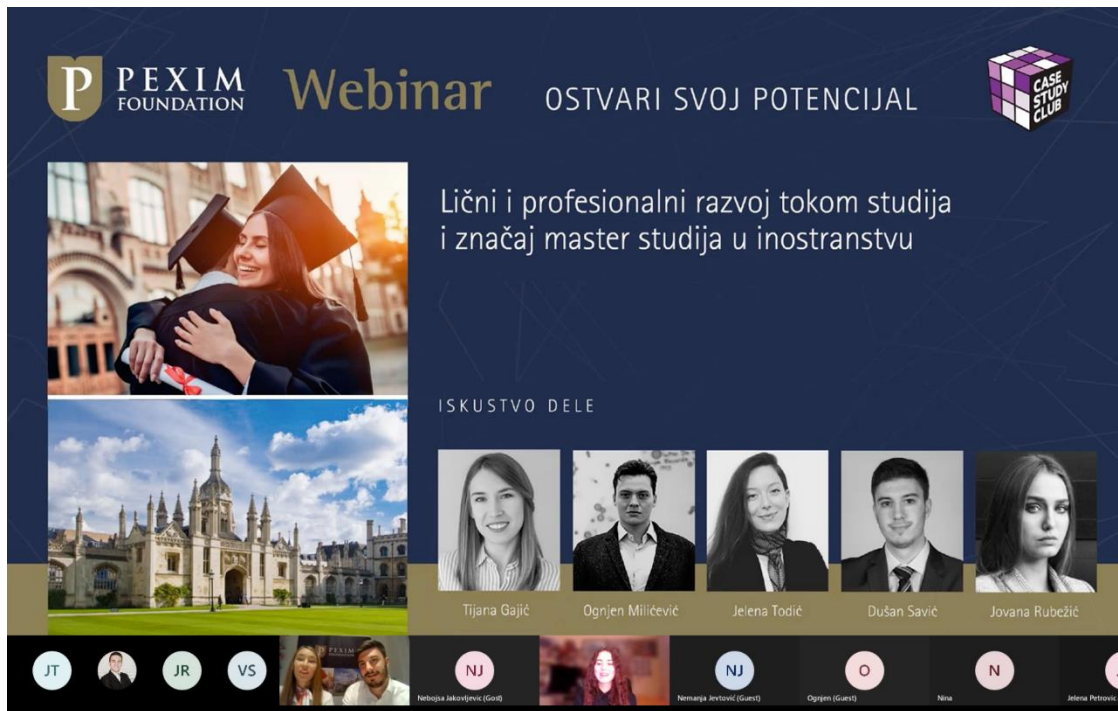 P
PEXIM
FOUNDATION
Webinar
OSTVARI SVOJ POTENCIJAL
CASE
STUDY
CLUB
Lični i profesionalni razvoj tokom studija
i značaj master studija u inostranstvu
ISKUSTVO DELE
Tijana Gajić
Ognjen Milićević
Jelena Todić
Dušan Savić
Jovana Rubežić
JT
JR
VS
PEXIM
FOUNDATION
NJ
Nebojsa Jakovljevic (Gost)
NJ
Nemanja Jevtović (Guest)
O
Ognjen (Guest)
N
Nina
Jelena Petrovic